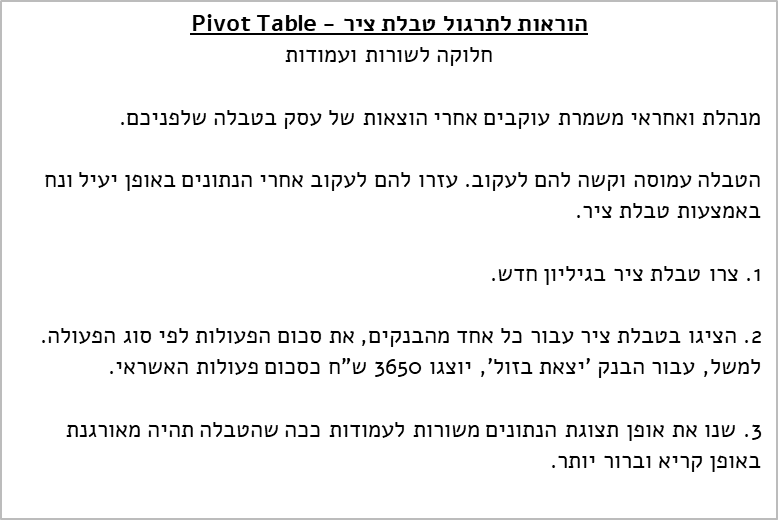 הוראות לתרגול טבלת ציר – Pivot Table
חלוקה לשורות ועמודות
מנהלת ואחראי משמרת עוקבים אחרי הוצאות של עסק בטבלה שלפניכם.
הטבלה עמוסה וקשה להם לעקוב. עזרו להם לעקוב אחרי הנתונים באופן יעיל ונח
באמצעות טבלת ציר.
1. צרו טבלת ציר בגיליון חדש.
2. הציגו בטבלת ציר עבור כל אחד מהבנקים, את סכום הפעולות לפי סוג הפעולה.
למשל, עבור הבנק 'יצאת בזול', יוצגו 3650 ש"ח כסכום פעולות האשראי.
3. שנו את אופן תצוגת הנתונים משורות לעמודות ככה שהטבלה תהיה מאורגנת
באופן קריא וברור יותר.